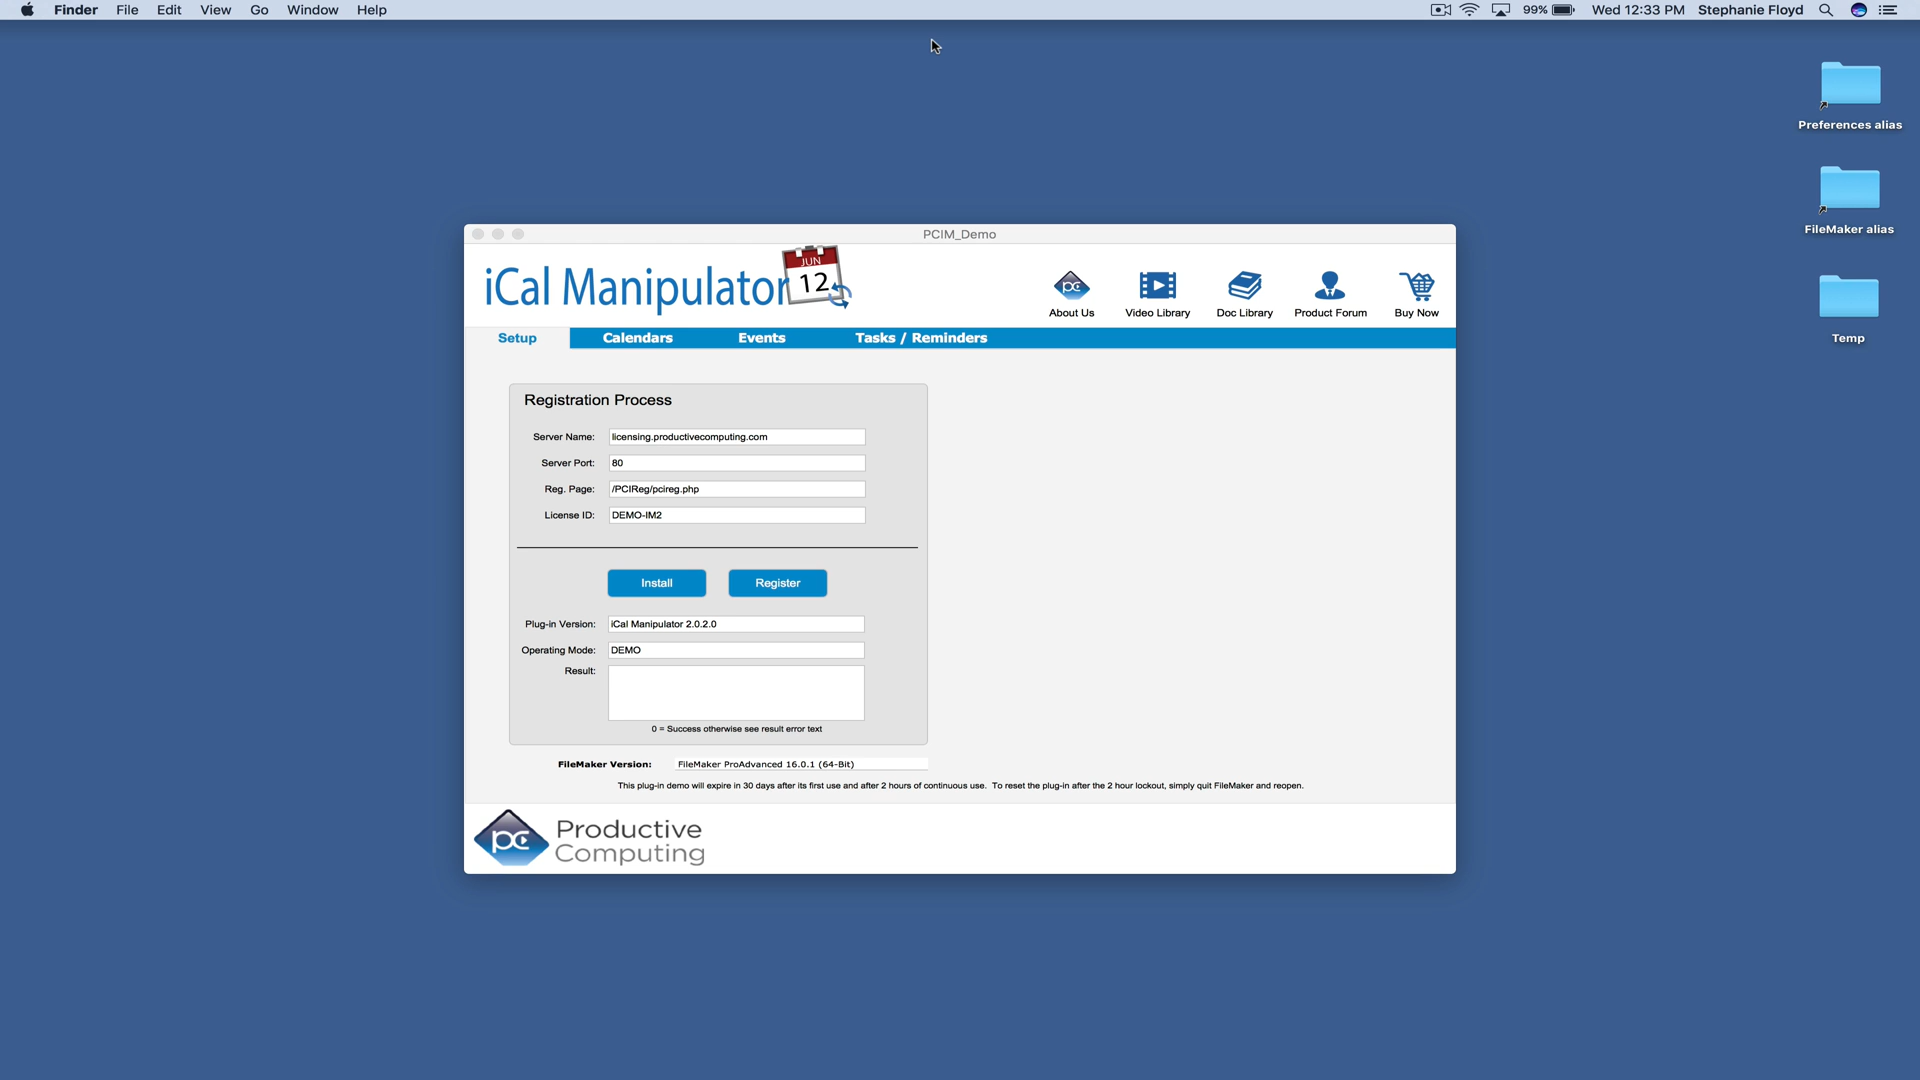 Finder File Edit View Go Window Help 99% Wed 12:33 PM Stephanie Floyd
Preferences alias
FileMaker alias
Temp
PCIM_Demo
iCal Manipulator
JUN
12
About Us Video Library Doc Library Product Forum Buy Now
Setup Calendars Events Tasks / Reminders
Registration Process
Server Name: licensing.productivecomputing.com
Server Port: 80
Reg. Page: /PCIReg/pcireg.php
License ID: DEMO-IM2
Install Register
Plug-in Version: iCal Manipulator 2.0.2.0
Operating Mode: DEMO
Result:
0 = Success otherwise see result error text
FileMaker Version: FileMaker ProAdvanced 16.0.1 (64-Bit)
This plug-in demo will expire in 30 days after its first use and after 2 hours of continuous use. To reset the plug-in after the 2 hour lockout, simply quit FileMaker and reopen.
pc Productive
Computing